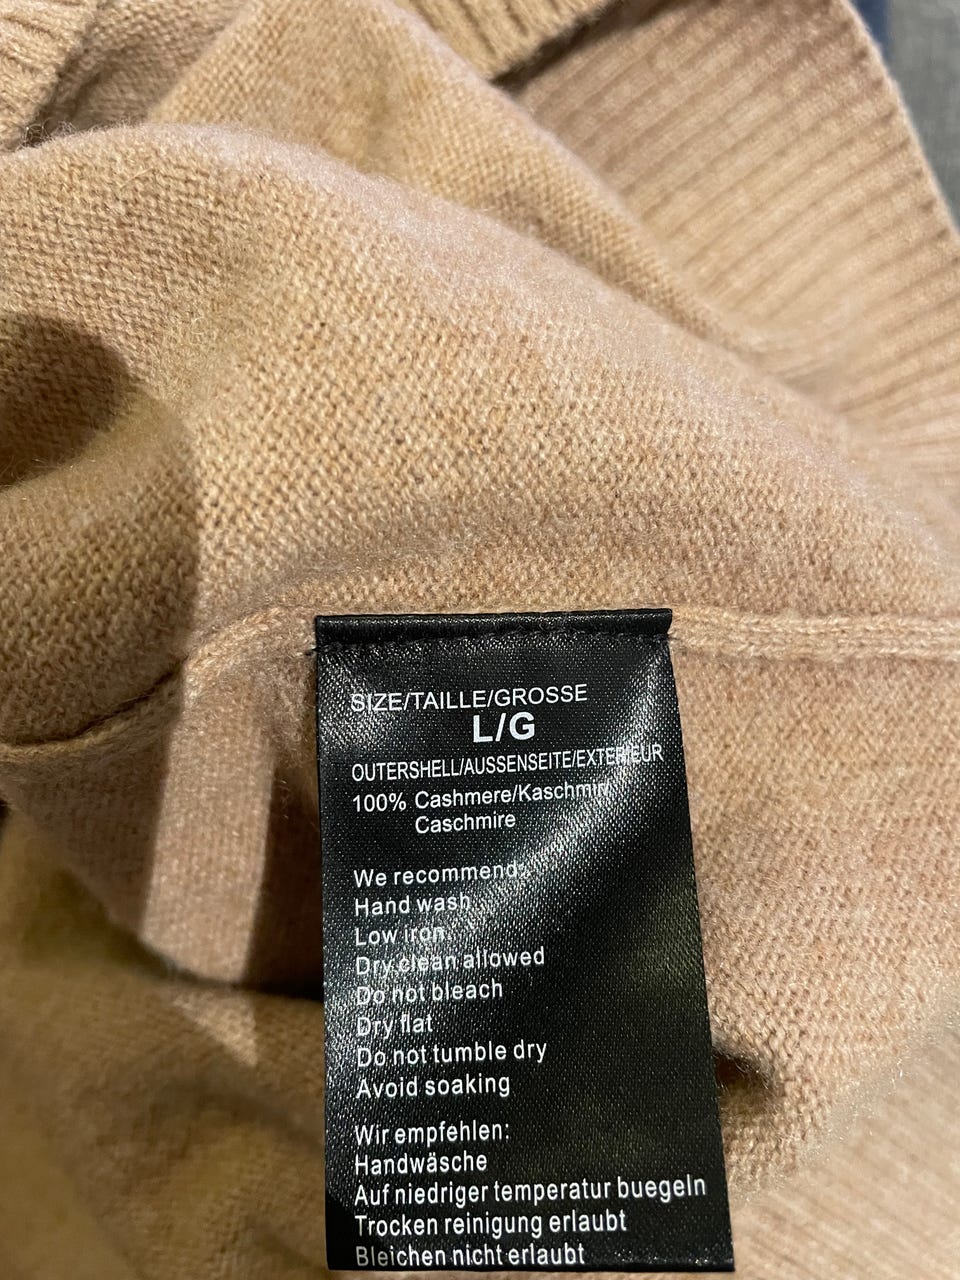 SIZE/TAILLE/GROSSE
L/G
OUTERSHELL/AUSSENSEITE/EXTERIEUR
100% Cashmere/Kaschmir/
Caschmire
We recommend:
Hand wash
Low iron
Dry clean allowed
Do not bleach
Dry flat
Do not tumble dry
Avoid soaking
Wir empfehlen:
Handwäsche
Auf niedriger temperatur buegeln
Trocken reinigung erlaubt
Bleichen nicht erlaubt